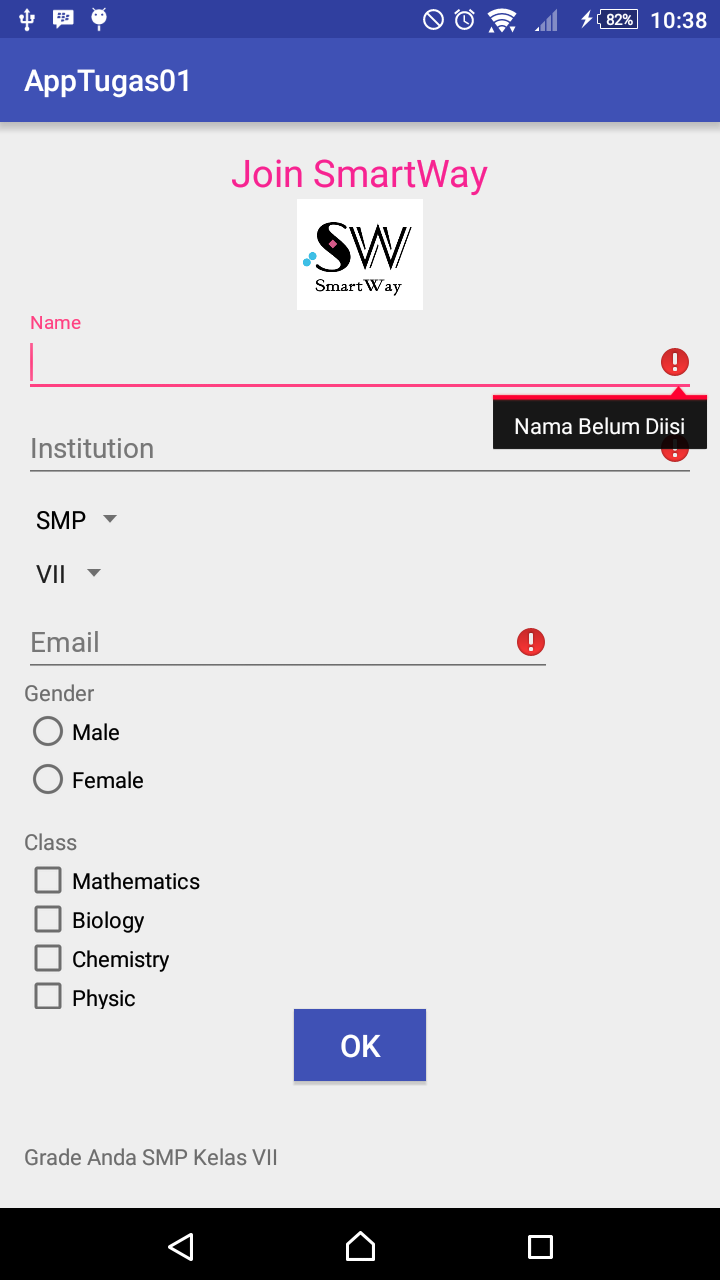 82% 10:38
AppTugas01
Join SmartWay
SW
SmartWay
Name
Nama Belum Diisi
Institution
SMP
VII
Email
Gender
Male
Female
Class
Mathematics
Biology
Chemistry
Physic
OK
Grade Anda SMP Kelas VII